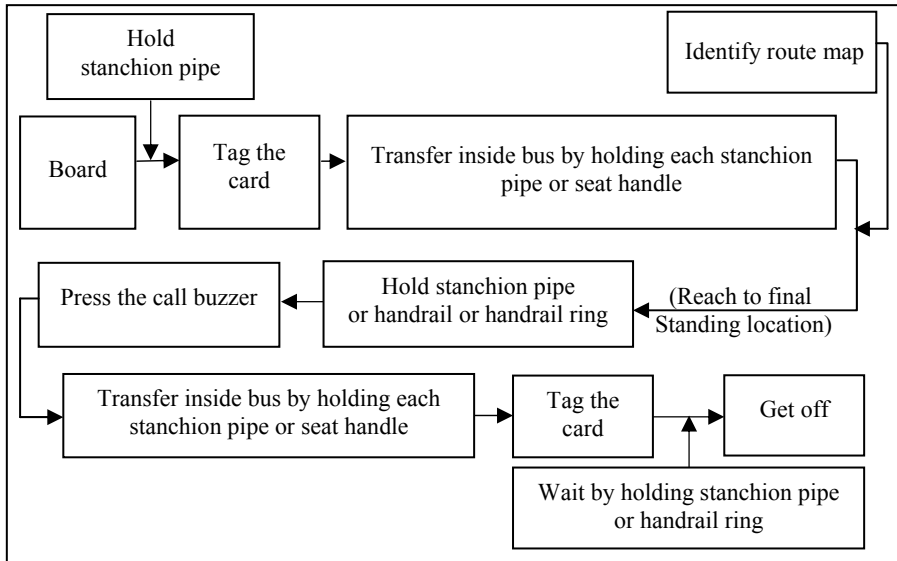 Hold
stanchion pipe
Identify route map
Board
Tag the
card
Transfer inside bus by holding each stanchion
pipe or seat handle
Press the call buzzer
Hold stanchion pipe
or handrail or handrail ring
(Reach to final
Standing location)
Transfer inside bus by holding each
stanchion pipe or seat handle
Tag the
card
Get off
Wait by holding stanchion pipe
or handrail ring